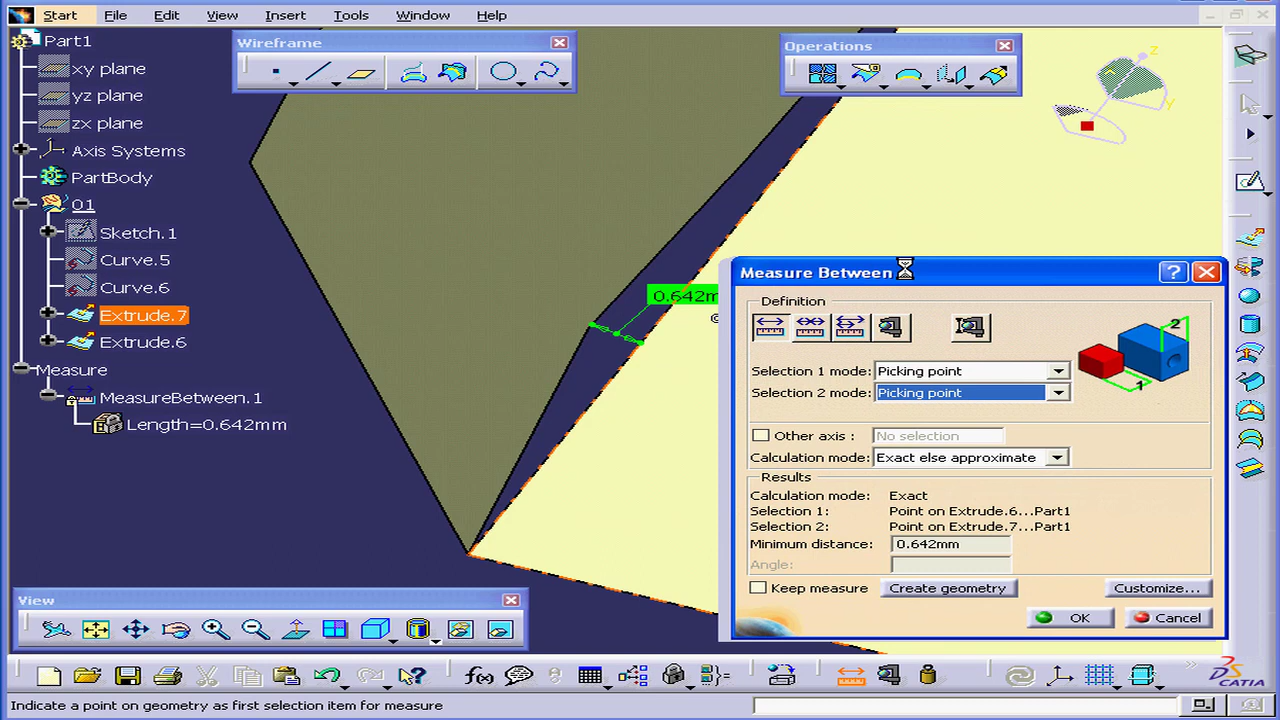 Start File Edit View Insert Tools Window Help
Part1
xy plane
yz plane
zx plane
Axis Systems
PartBody
01
Sketch.1
Curve.5
Curve.6
Extrude.7
Extrude.6
Measure
MeasureBetween.1
Length=0.642mm
Wireframe
Operations
z
y
0.642m
Measure Between
Definition
Selection 1 mode: Picking point
Selection 2 mode: Picking point
2
1
Other axis : No selection
Calculation mode: Exact else approximate
Results
Calculation mode: Exact
Selection 1: Point on Extrude.6...Part1
Selection 2: Point on Extrude.7...Part1
Minimum distance: 0.642mm
Angle:
Keep measure Create geometry Customize...
OK Cancel
View
f(x)
CATIA
Indicate a point on geometry as first selection item for measure